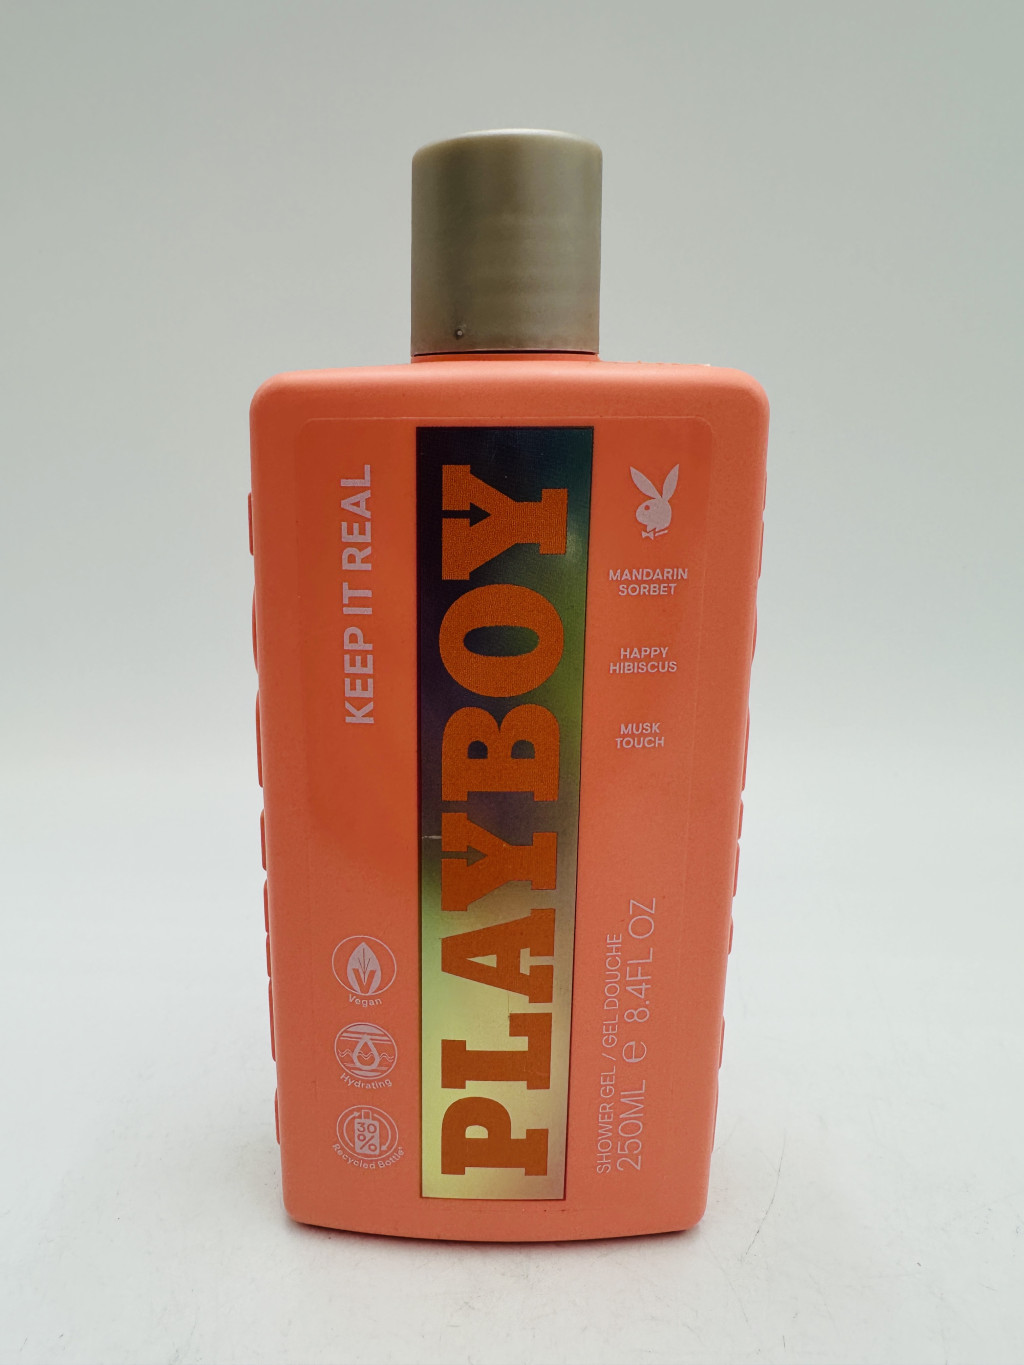 KEEP IT REAL
PLAYBOY
MANDARIN
SORBET
HAPPY
HIBISCUS
MUSK
TOUCH
Vegan
Hydrating
30
%
Recycled Bottle*
SHOWER GEL / GEL DOUCHE
250ML e 8.4FL OZ